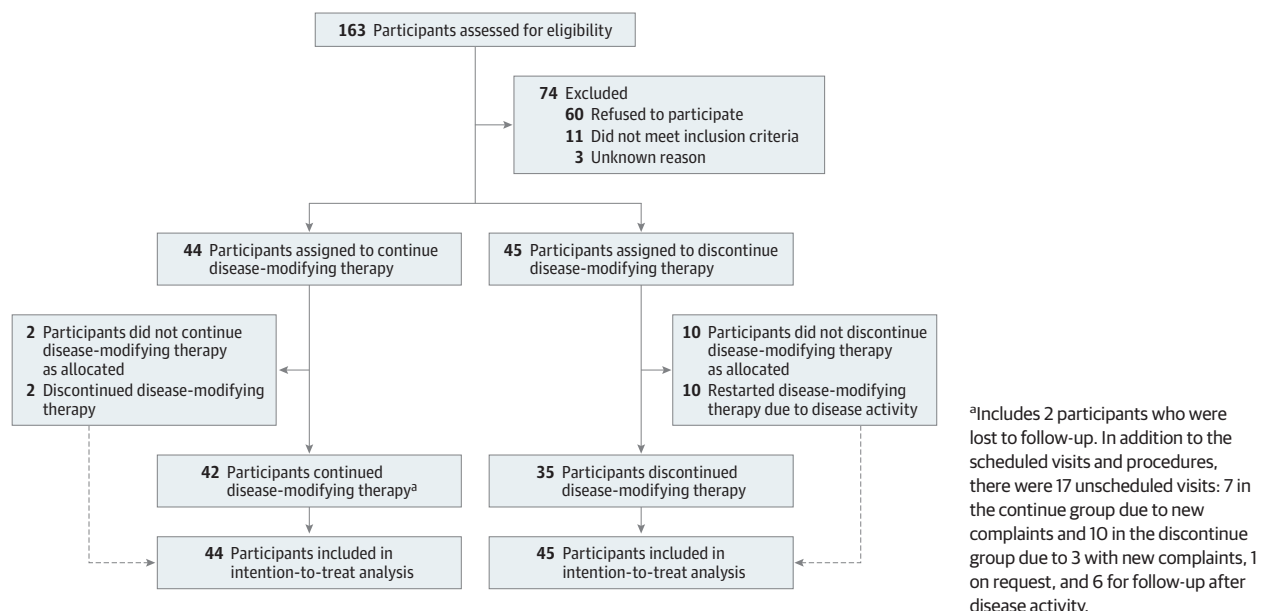 163 Participants assessed for eligibility
74 Excluded
60 Refused to participate
11 Did not meet inclusion criteria
3 Unknown reason
44 Participants assigned to continue
disease-modifying therapy
45 Participants assigned to discontinue
disease-modifying therapy
2 Participants did not continue
disease-modifying therapy
as allocated
2 Discontinued disease-modifying
therapy
10 Participants did not discontinue
disease-modifying therapy
as allocated
10 Restarted disease-modifying
therapy due to disease activity
42 Participants continued
disease-modifying therapyᵃ
35 Participants discontinued
disease-modifying therapy
44 Participants included in
intention-to-treat analysis
45 Participants included in
intention-to-treat analysis
ᵃIncludes 2 participants who were
lost to follow-up. In addition to the
scheduled visits and procedures,
there were 17 unscheduled visits: 7 in
the continue group due to new
complaints and 10 in the discontinue
group due to 3 with new complaints, 1
on request, and 6 for follow-up after
disease activity.